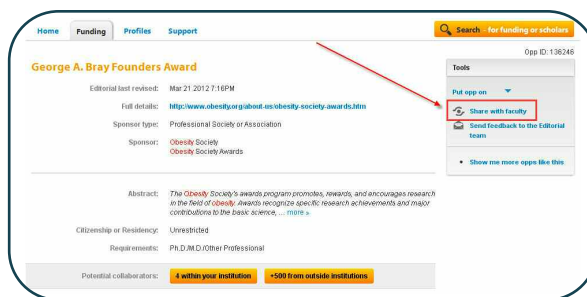 Home Funding Profiles Support
Search - for funding or scholars
Opp ID: 136246
George A. Bray Founders Award
Tools
Editorial last revised: Mar 21 2012 7:16PM
Put opp on
Full details: http://www.obesity.org/about-us/obesity-society-awards.htm
Share with faculty
Sponsor type: Professional Society or Association
Send feedback to the Editorial
team
Sponsor: Obesity Society
Obesity Society Awards
Show me more opps like this
Abstract: The Obesity Society's awards program promotes, rewards, and encourages research
in the field of obesity. Awards recognize specific research achievements and major
contributions to the basic science, ... more »
Citizenship or Residency: Unrestricted
Requirements: Ph.D./M.D./Other Professional
Potential collaborators: 4 within your institution +500 from outside institutions